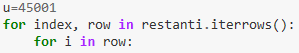 u=45001
for index, row in restanti.iterrows():
    for i in row: